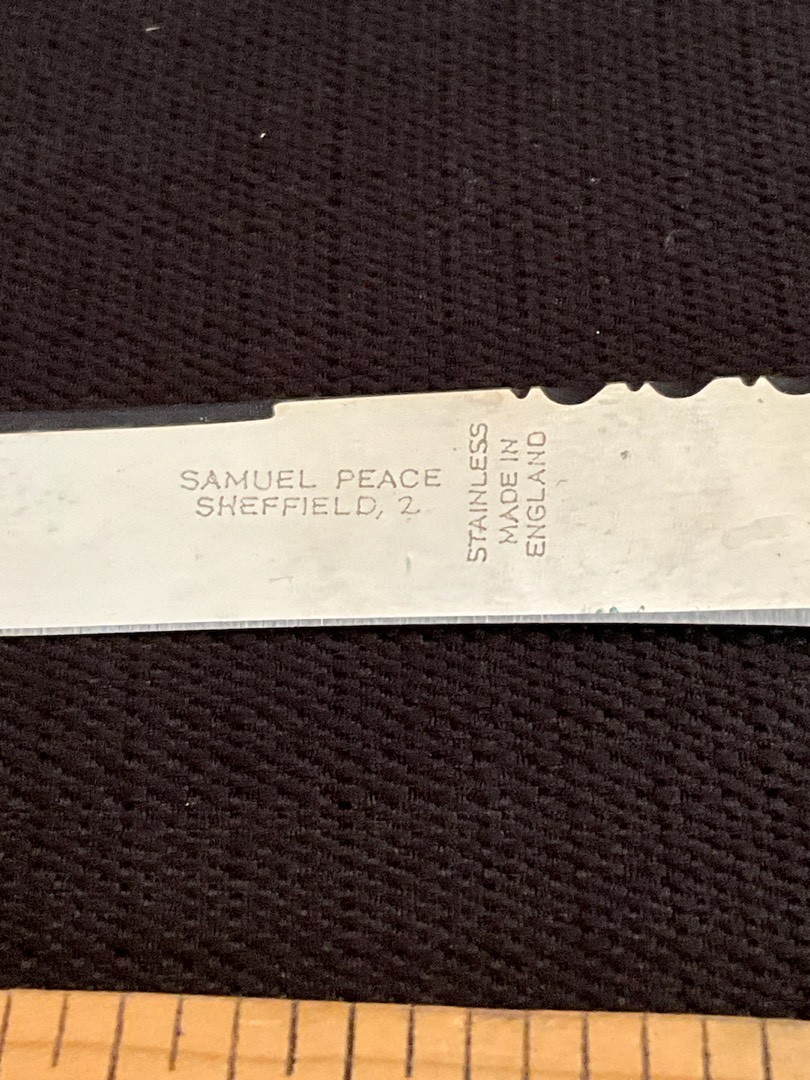 SAMUEL PEACE
SHEFFIELD, 2
STAINLESS
MADE IN
ENGLAND